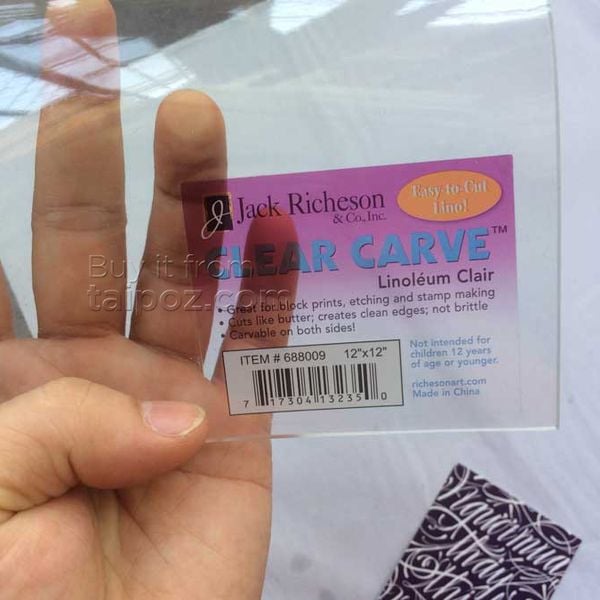 Jack Richeson
& Co., Inc.
Easy-to-Cut
Lino!
CLEAR CARVE™
Linoléum Clair
• Great for block prints, etching and stamp making
• Cuts like butter; creates clean edges; not brittle
• Carvable on both sides!
ITEM # 688009 12"x12"
7 17304 13235 0
Not intended for
children 12 years
of age or younger.
richesonart.com
Made in China
Buy it from
taipoz.com